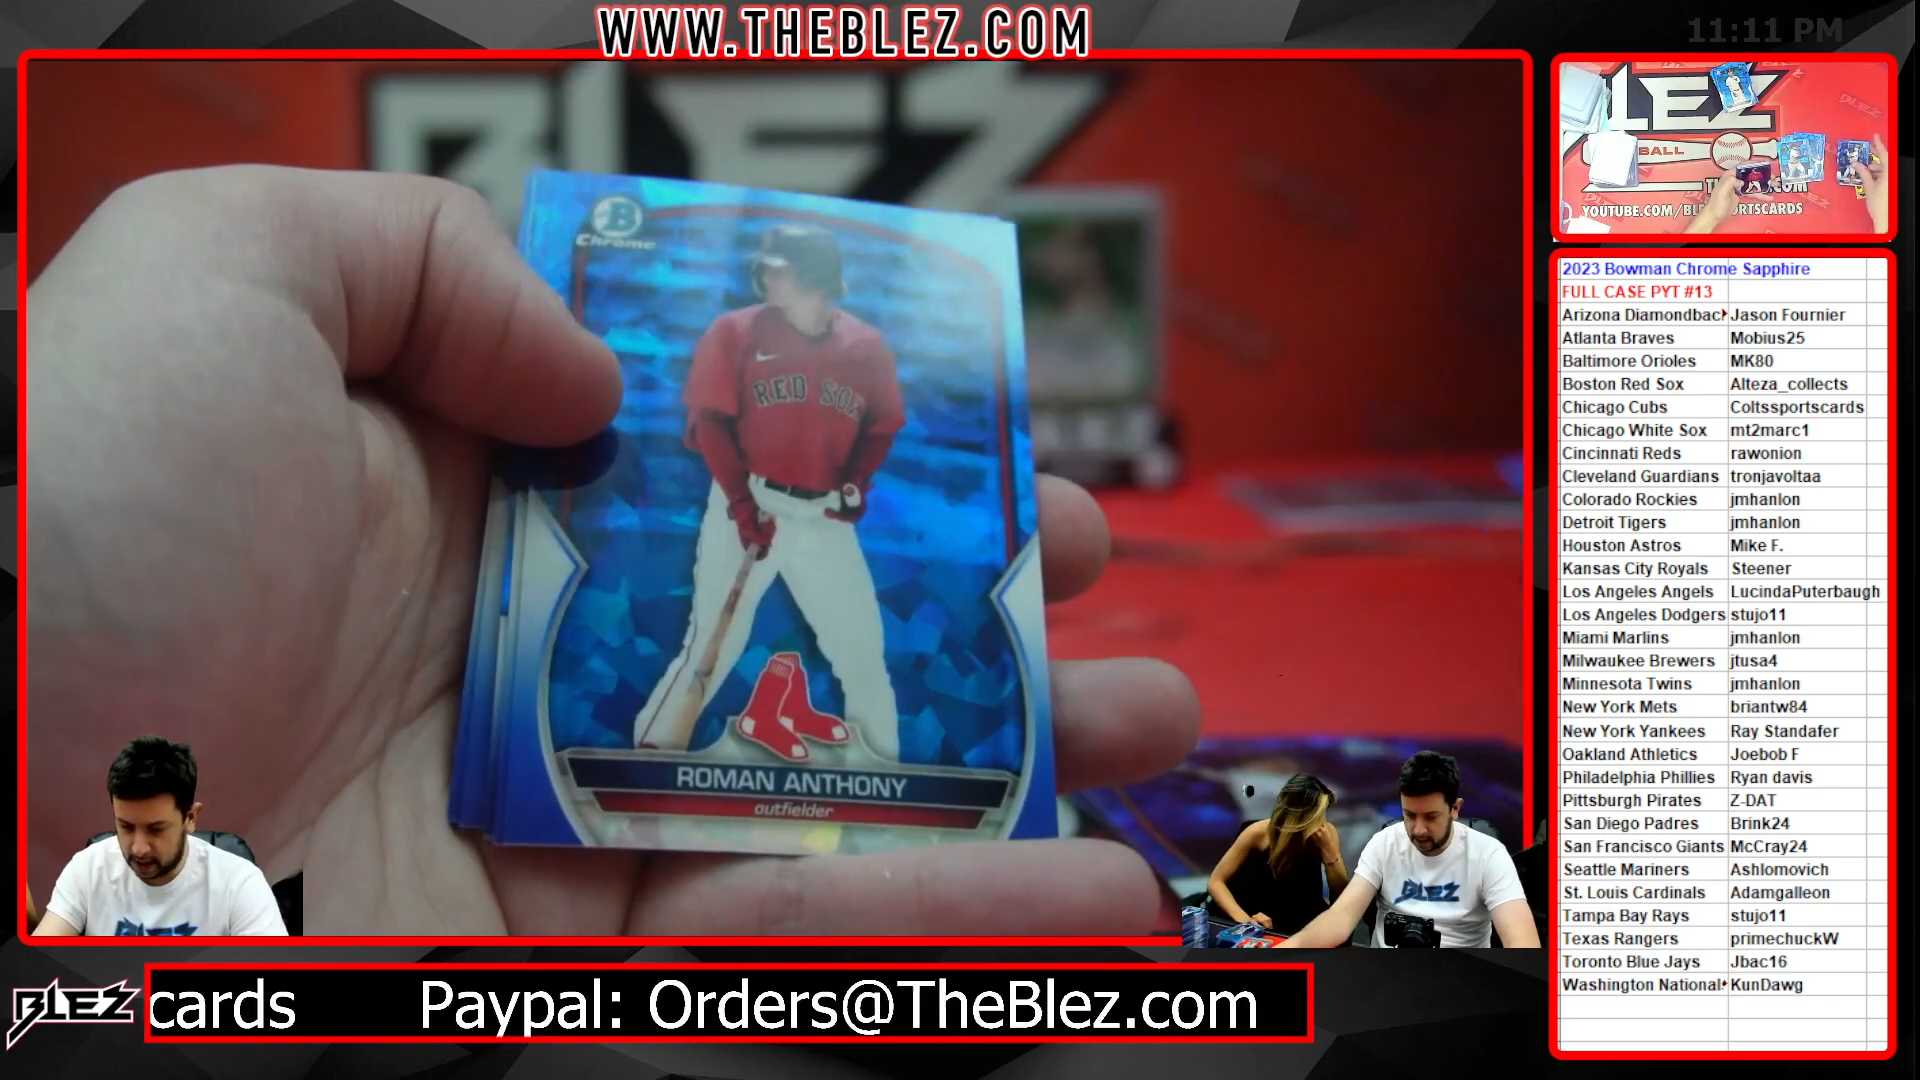 WWW.THEBLEZ.COM
11:11 PM
BLEZ
B
Chrome
RED SOX
ROMAN ANTHONY
outfielder
LEZ
BALL
YOUTUBE.COM/BL
RTSCARDS
2023 Bowman Chrome Sapphire
FULL CASE PYT #13
Arizona Diamondbac Jason Fournier
Atlanta Braves Mobius25
Baltimore Orioles MK80
Boston Red Sox Alteza_collects
Chicago Cubs Coltssportscards
Chicago White Sox mt2marc1
Cincinnati Reds rawonion
Cleveland Guardians tronjavoltaa
Colorado Rockies jmhanlon
Detroit Tigers jmhanlon
Houston Astros Mike F.
Kansas City Royals Steener
Los Angeles Angels LucindaPuterbaugh
Los Angeles Dodgers stujo11
Miami Marlins jmhanlon
Milwaukee Brewers jtusa4
Minnesota Twins jmhanlon
New York Mets briantw84
New York Yankees Ray Standafer
Oakland Athletics Joebob F
Philadelphia Phillies Ryan davis
Pittsburgh Pirates Z-DAT
San Diego Padres Brink24
San Francisco Giants McCray24
Seattle Mariners Ashlomovich
St. Louis Cardinals Adamgalleon
Tampa Bay Rays stujo11
Texas Rangers primechuckW
Toronto Blue Jays Jbac16
Washington National KunDawg
BLEZ
BLEZ
cards Paypal: Orders@TheBlez.com